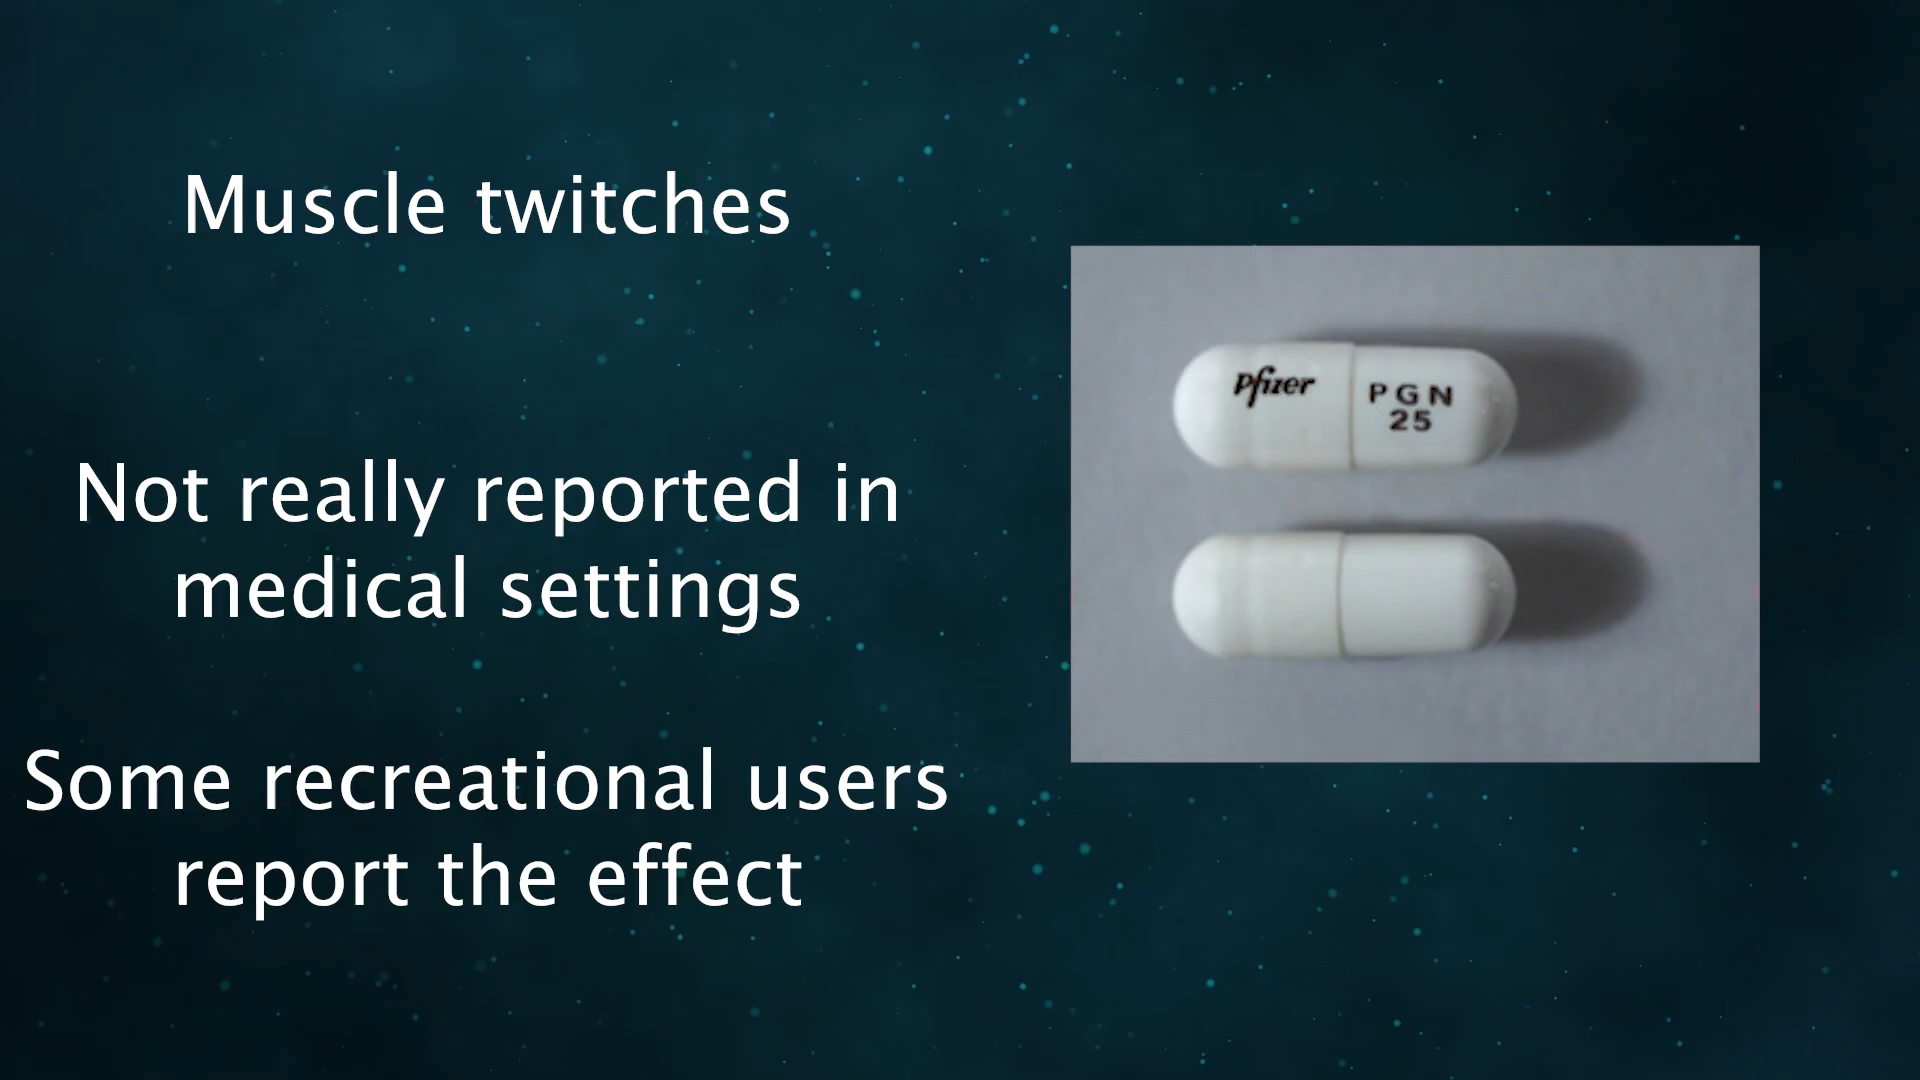 Muscle twitches
Not really reported in
medical settings
Some recreational users
report the effect
Pfizer
PGN
25